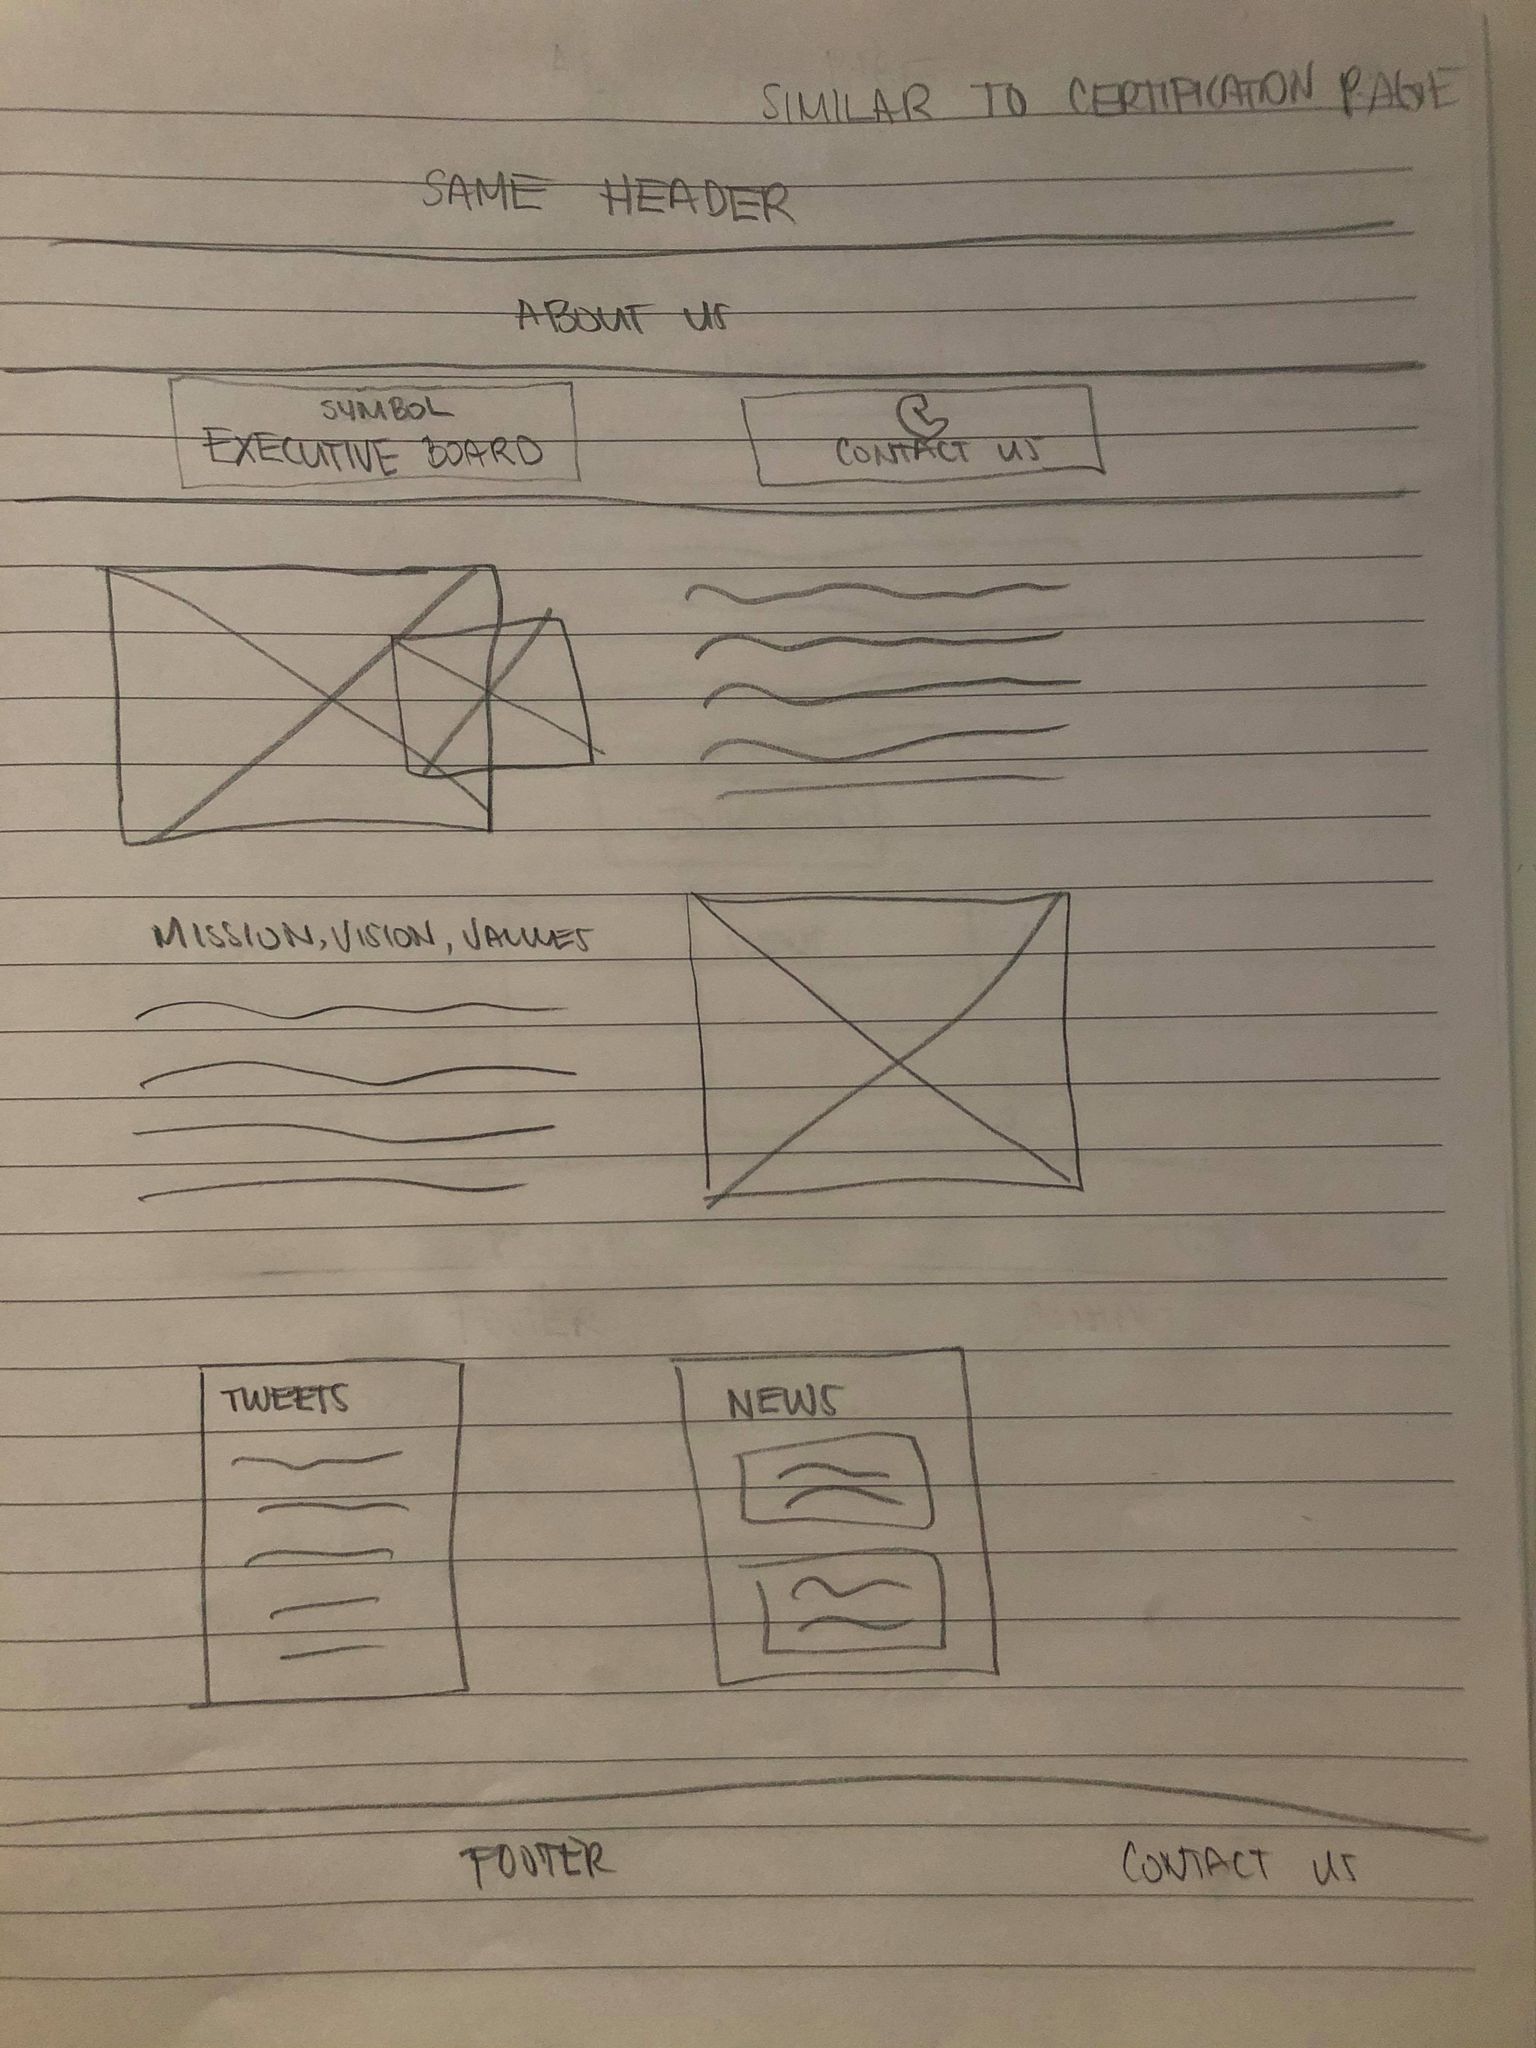 SIMILAR TO CERTIFICATION PAGE
SAME HEADER
ABOUT US
SYMBOL
EXECUTIVE BOARD
CONTACT US
MISSION, VISION, VALUES
TWEETS
NEWS
FOOTER
CONTACT US